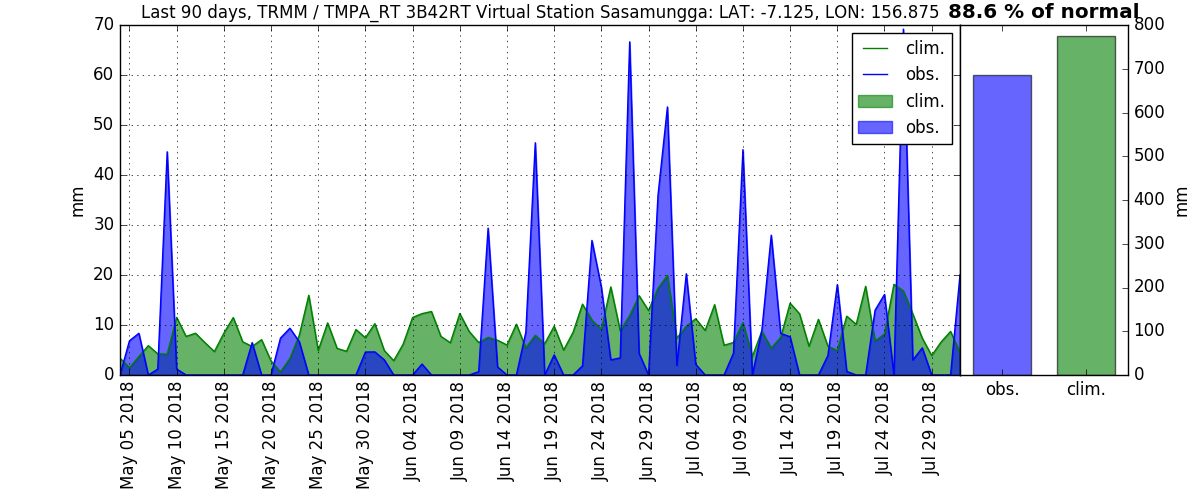 Last 90 days, TRMM / TMPA_RT 3B42RT Virtual Station Sasamungga: LAT: -7.125, LON: 156.875 88.6 % of normal
clim.
obs.
clim.
obs.
70
60
50
40
30
20
10
0
mm
May 05 2018
May 10 2018
May 15 2018
May 20 2018
May 25 2018
May 30 2018
Jun 04 2018
Jun 09 2018
Jun 14 2018
Jun 19 2018
Jun 24 2018
Jun 29 2018
Jul 04 2018
Jul 09 2018
Jul 14 2018
Jul 19 2018
Jul 24 2018
Jul 29 2018
800
700
600
500
400
300
200
100
0
mm
obs.
clim.